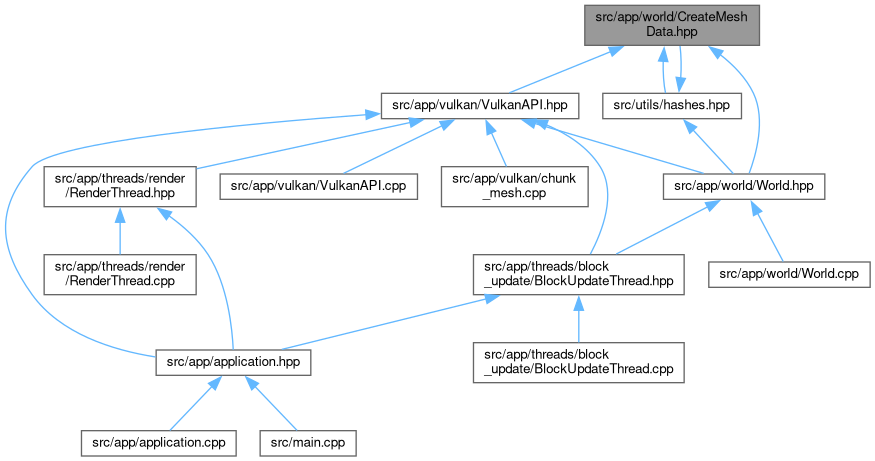 src/app/world/CreateMesh
Data.hpp
src/app/vulkan/VulkanAPI.hpp
src/utils/hashes.hpp
src/app/threads/render
/RenderThread.hpp
src/app/vulkan/VulkanAPI.cpp
src/app/vulkan/chunk
_mesh.cpp
src/app/world/World.hpp
src/app/threads/render
/RenderThread.cpp
src/app/threads/block
_update/BlockUpdateThread.hpp
src/app/world/World.cpp
src/app/application.hpp
src/app/threads/block
_update/BlockUpdateThread.cpp
src/app/application.cpp
src/main.cpp